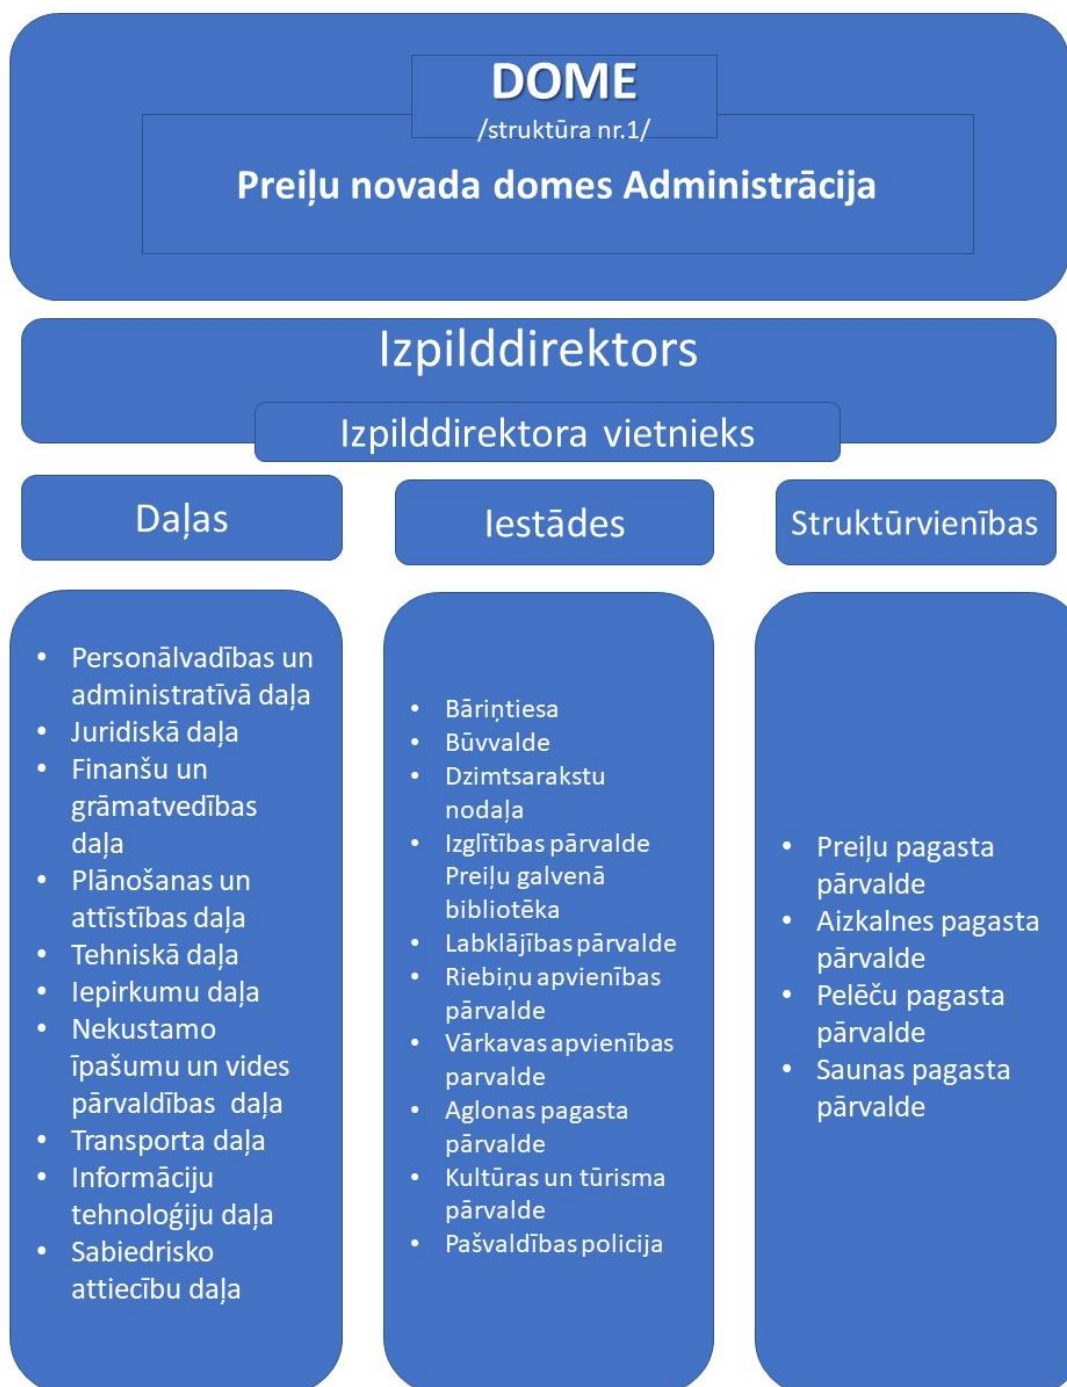 DOME
/struktūra nr.1/
Preiļu novada domes Administrācija
Izpilddirektors
Izpilddirektora vietnieks
Daļas
• Personālvadības un
administratīvā daļa
• Juridiskā daļa
• Finanšu un
grāmatvedības
daļa
• Plānošanas un
attīstības daļa
• Tehniskā daļa
• Iepirkumu daļa
• Nekustamo
īpašumu un vides
pārvaldības daļa
• Transporta daļa
• Informāciju
tehnoloģiju daļa
• Sabiedrisko
attiecību daļa
Iestādes
• Bāriņtiesa
• Būvvalde
• Dzimtsarakstu
nodaļa
• Izglītības pārvalde
Preiļu galvenā
bibliotēka
• Labklājības pārvalde
• Riebiņu apvienības
pārvalde
• Vārkavas apvienības
parvalde
• Aglonas pagasta
pārvalde
• Kultūras un tūrisma
pārvalde
• Pašvaldības policija
Struktūrvienības
• Preiļu pagasta
pārvalde
• Aizkalnes pagasta
pārvalde
• Pelēču pagasta
pārvalde
• Saunas pagasta
pārvalde